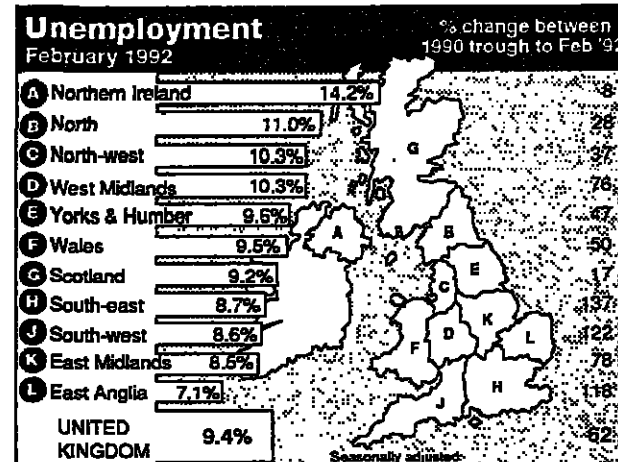 Unemployment
February 1992
% change between
1990 trough to Feb '92
A Northern Ireland 14.2% 8
B North 11.0% 28
C North-west 10.3% 37
D West Midlands 10.3% 76
E Yorks & Humber 9.6% 47
F Wales 9.5% 50
G Scotland 9.2% 17
H South-east 8.7% 137
J South-west 8.6% 122
K East Midlands 8.5% 78
L East Anglia 7.1% 118
UNITED
KINGDOM 9.4% 62
G
A
B
E
C
K
D
L
F
H
J
Seasonally adjusted